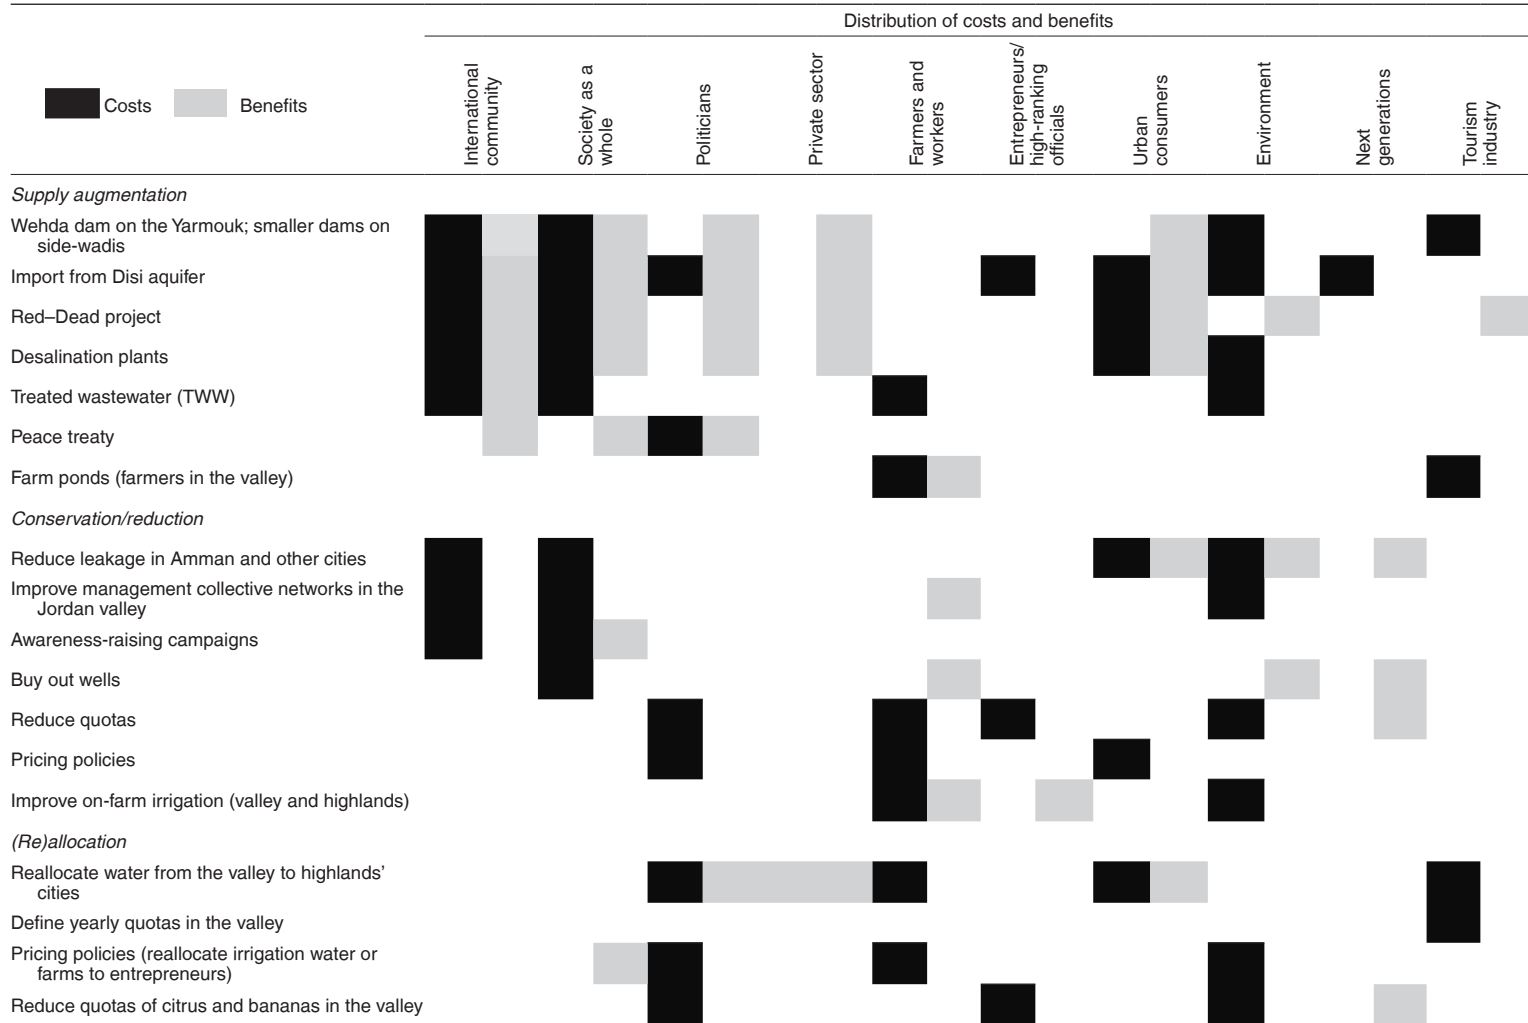 Distribution of costs and benefits
Costs
Benefits
International
community
Society as a
whole
Politicians
Private sector
Farmers and
workers
Entrepreneurs/
high-ranking
officials
Urban
consumers
Environment
Next
generations
Tourism
industry
Supply augmentation
Wehda dam on the Yarmouk; smaller dams on
side-wadis
Import from Disi aquifer
Red–Dead project
Desalination plants
Treated wastewater (TWW)
Peace treaty
Farm ponds (farmers in the valley)
Conservation/reduction
Reduce leakage in Amman and other cities
Improve management collective networks in the
Jordan valley
Awareness-raising campaigns
Buy out wells
Reduce quotas
Pricing policies
Improve on-farm irrigation (valley and highlands)
(Re)allocation
Reallocate water from the valley to highlands’
cities
Define yearly quotas in the valley
Pricing policies (reallocate irrigation water or
farms to entrepreneurs)
Reduce quotas of citrus and bananas in the valley